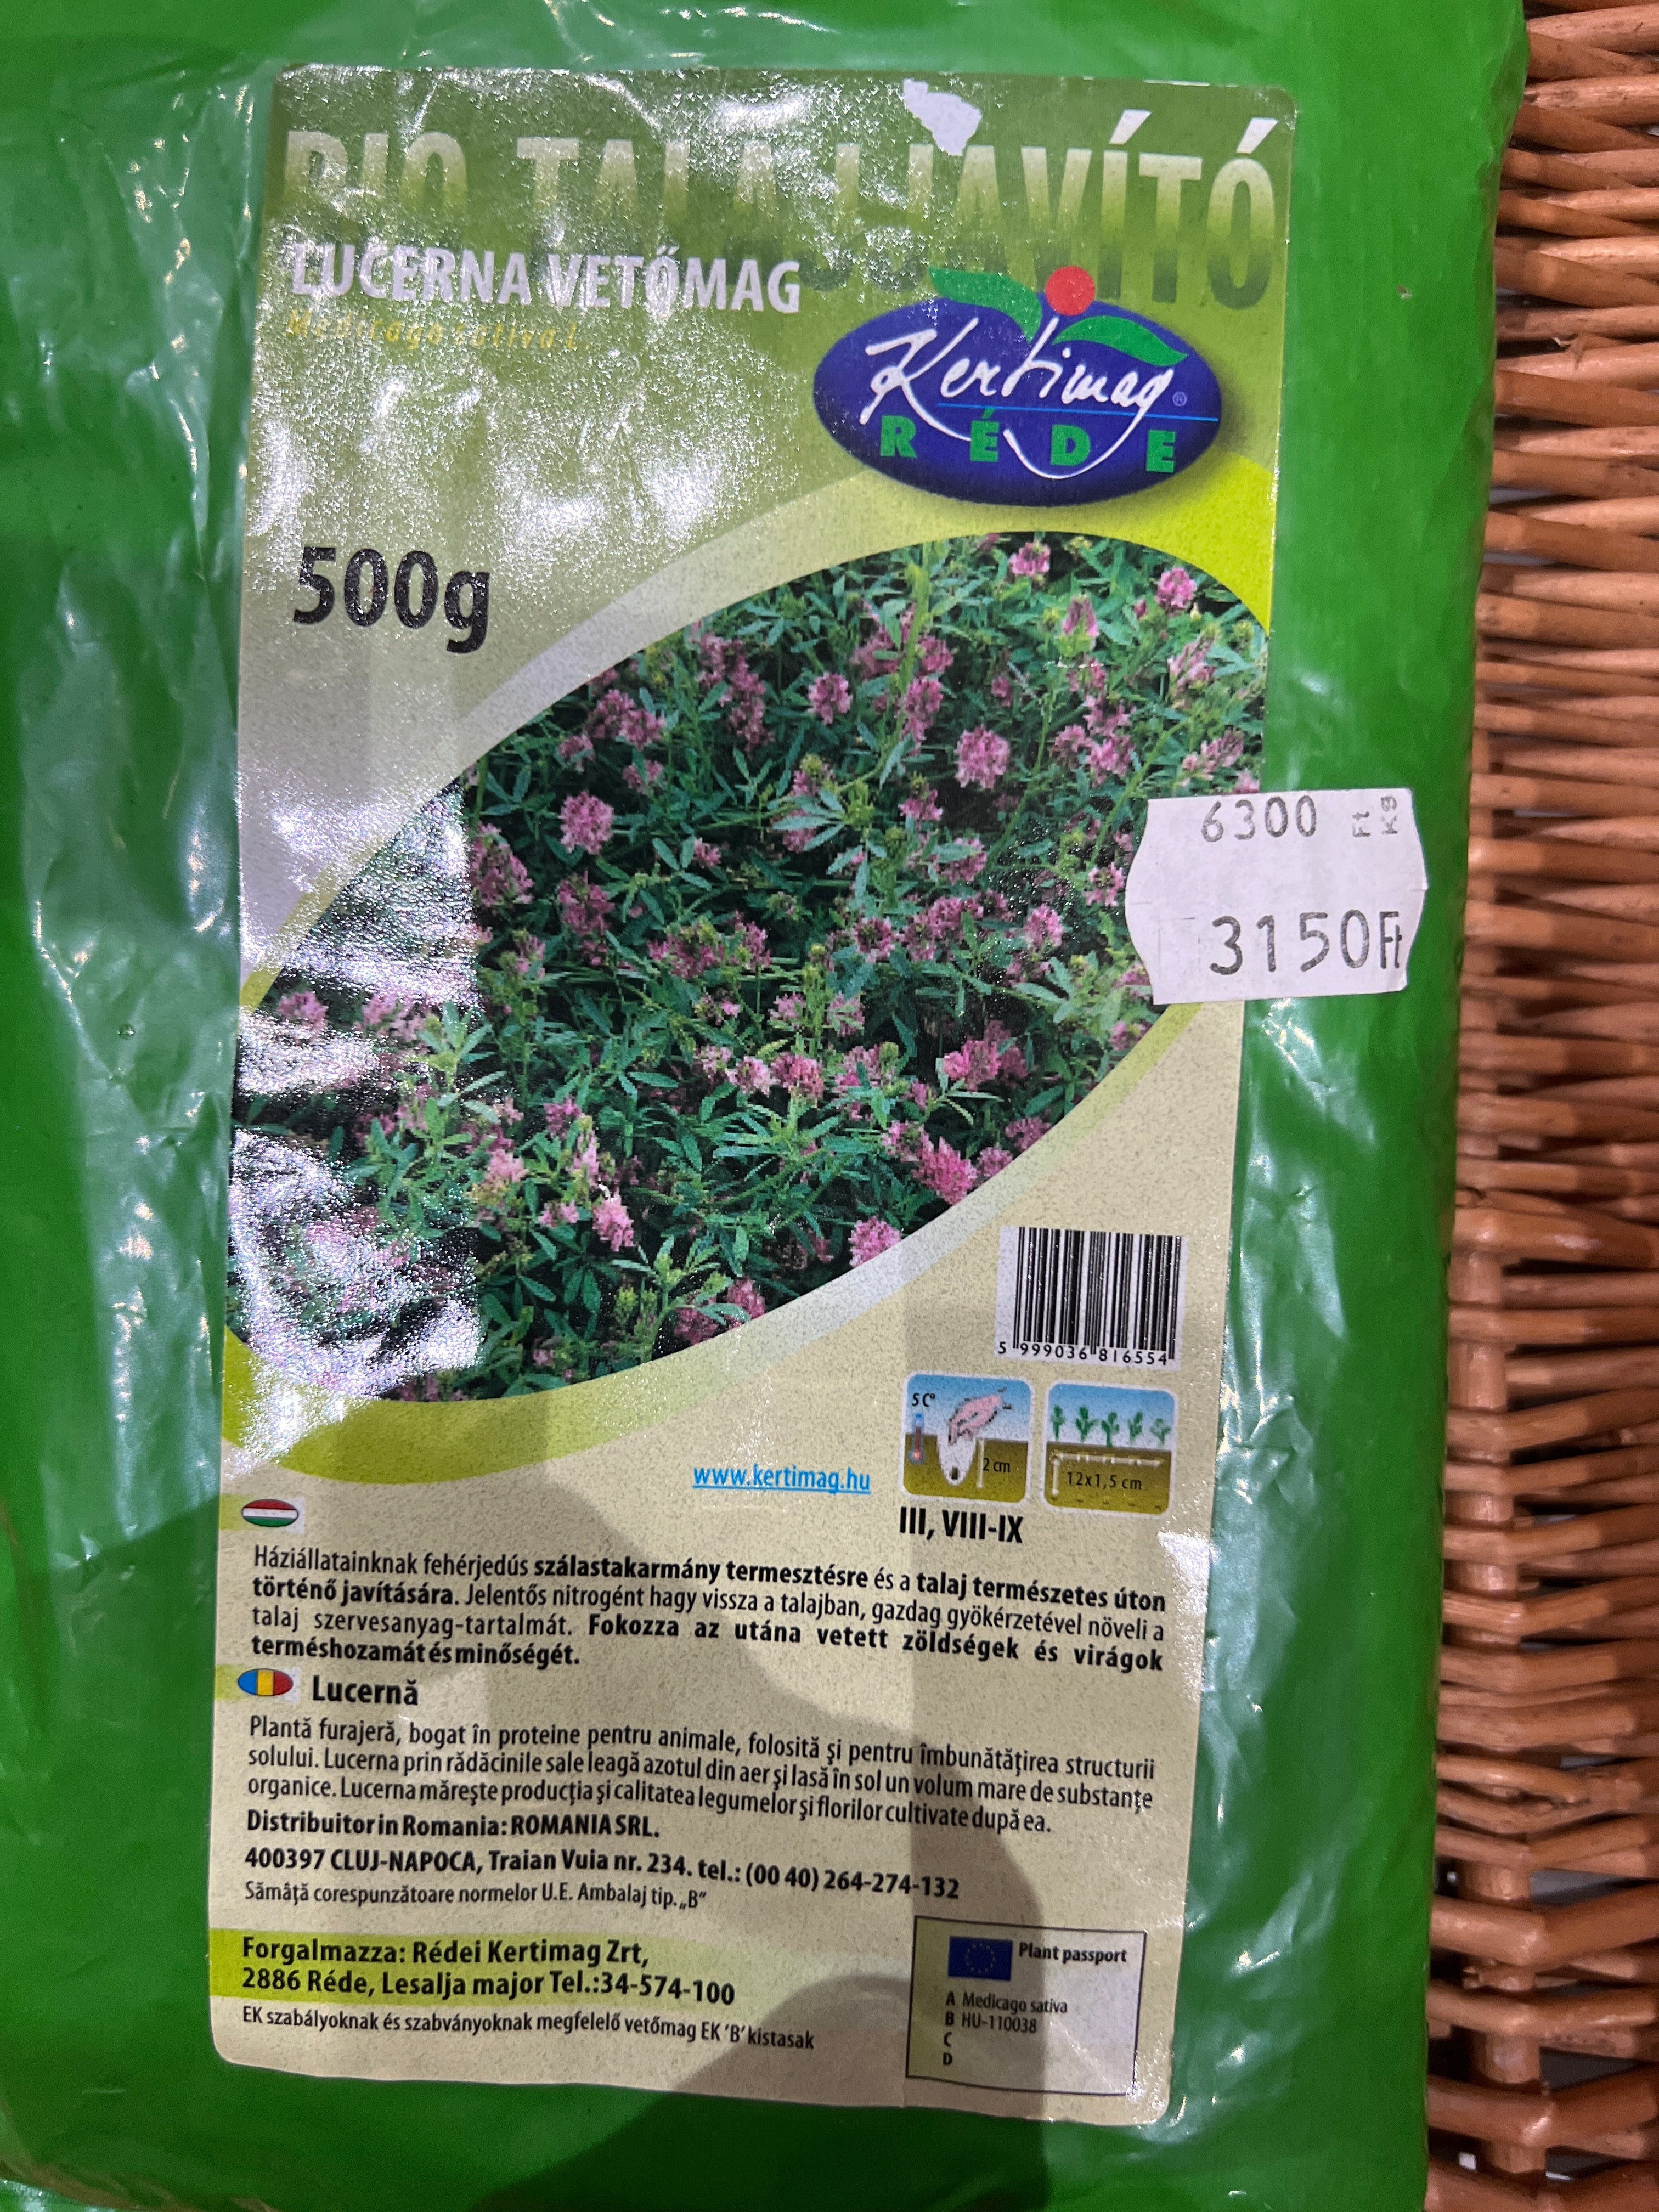 BIO TALAJJAVÍTÓ
LUCERNA VETŐMAG
Medicago sativa L.
Kertimag®
RÉDE
500g
6300 Ft Kg
3150Ft
5 999036 816554
5 C°
2 cm
12x1,5 cm
www.kertimag.hu
III, VIII-IX
Háziállatainknak fehérjedús szálastakarmány termesztésre és a talaj természetes úton
történő javítására. Jelentős nitrogént hagy vissza a talajban, gazdag gyökérzetével növeli a
talaj szervesanyag-tartalmát. Fokozza az utána vetett zöldségek és virágok
terméshozamát és minőségét.
Lucernă
Plantă furajeră, bogat în proteine pentru animale, folosită şi pentru îmbunătăţirea structurii
solului. Lucerna prin rădăcinile sale leagă azotul din aer şi lasă în sol un volum mare de substanţe
organice. Lucerna măreşte producţia şi calitatea legumelor şi florilor cultivate după ea.
Distribuitor in Romania: ROMANIA SRL.
400397 CLUJ-NAPOCA, Traian Vuia nr. 234. tel.: (00 40) 264-274-132
Sămâţă corespunzătoare normelor U.E. Ambalaj tip. „B”
Forgalmazza: Rédei Kertimag Zrt,
2886 Réde, Lesalja major Tel.:34-574-100
EK szabályoknak és szabványoknak megfelelő vetőmag EK ‘B’ kistasak
Plant passport
A Medicago sativa
B HU-110038
C
D